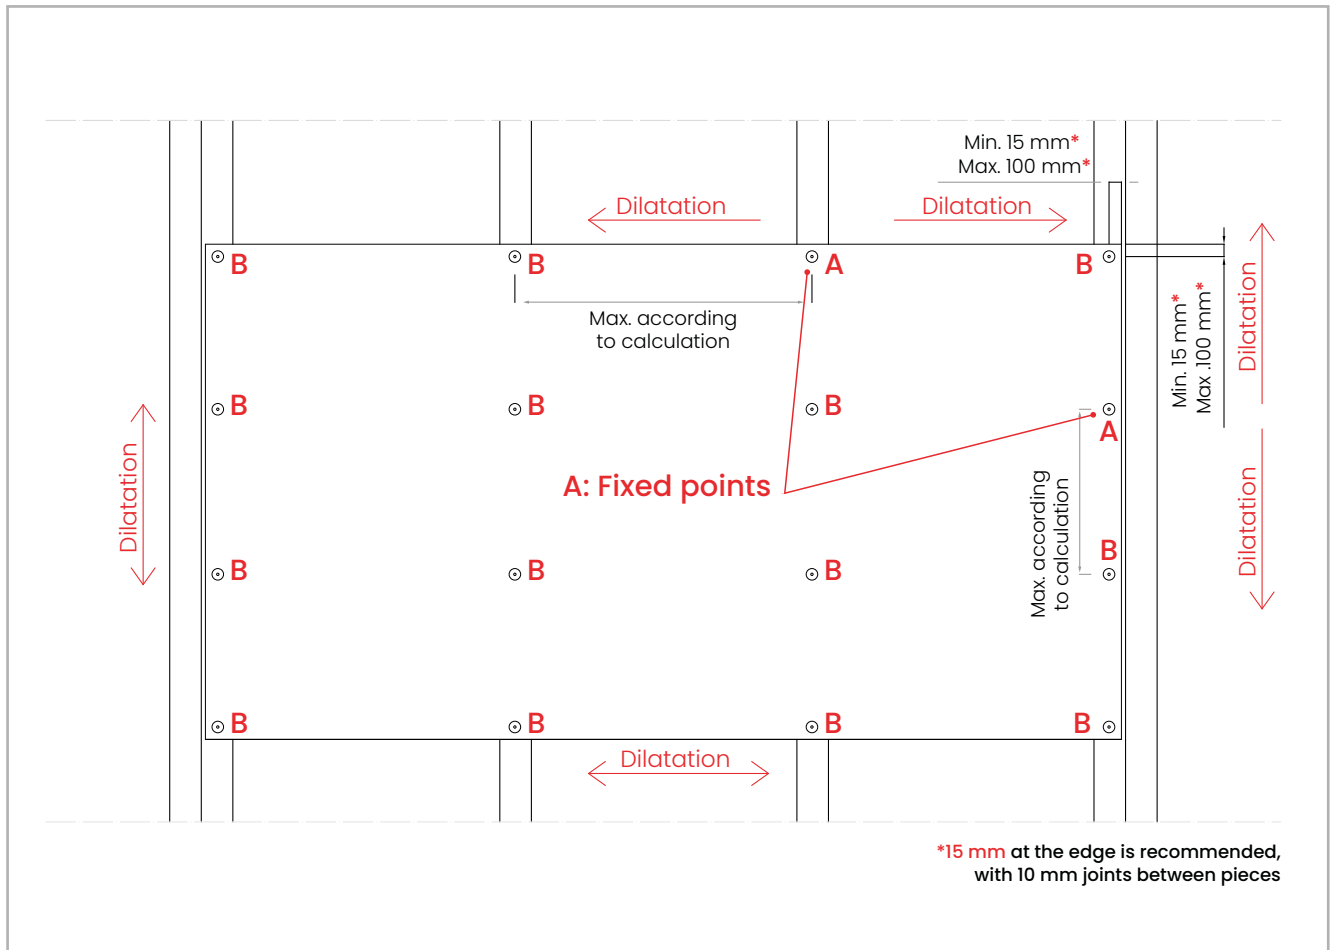 Min. 15 mm*
Max. 100 mm*
Dilatation
Dilatation
B
B
A
B
Max. according
to calculation
Min. 15 mm*
Max .100 mm*
Dilatation
B
B
B
A
Dilatation
A: Fixed points
Max. according
to calculation
Dilatation
B
B
B
B
B
B
B
B
Dilatation
*15 mm at the edge is recommended,
with 10 mm joints between pieces